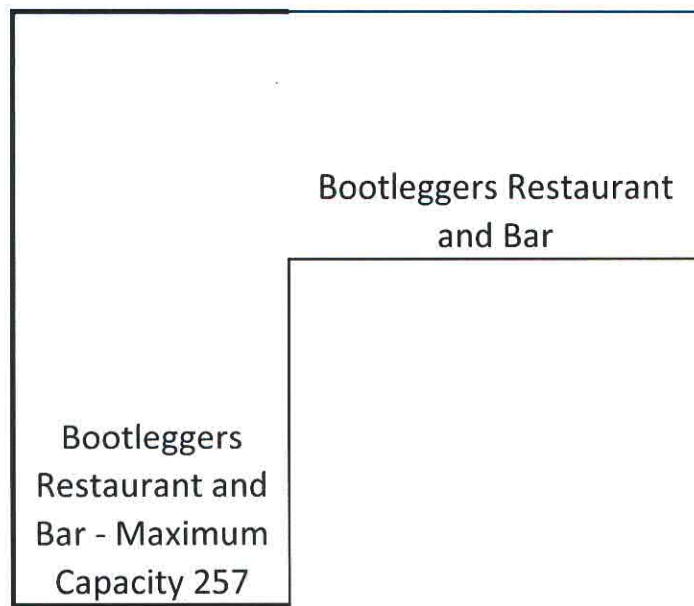 Bootleggers Restaurant
and Bar
Bootleggers
Restaurant and
Bar - Maximum
Capacity 257